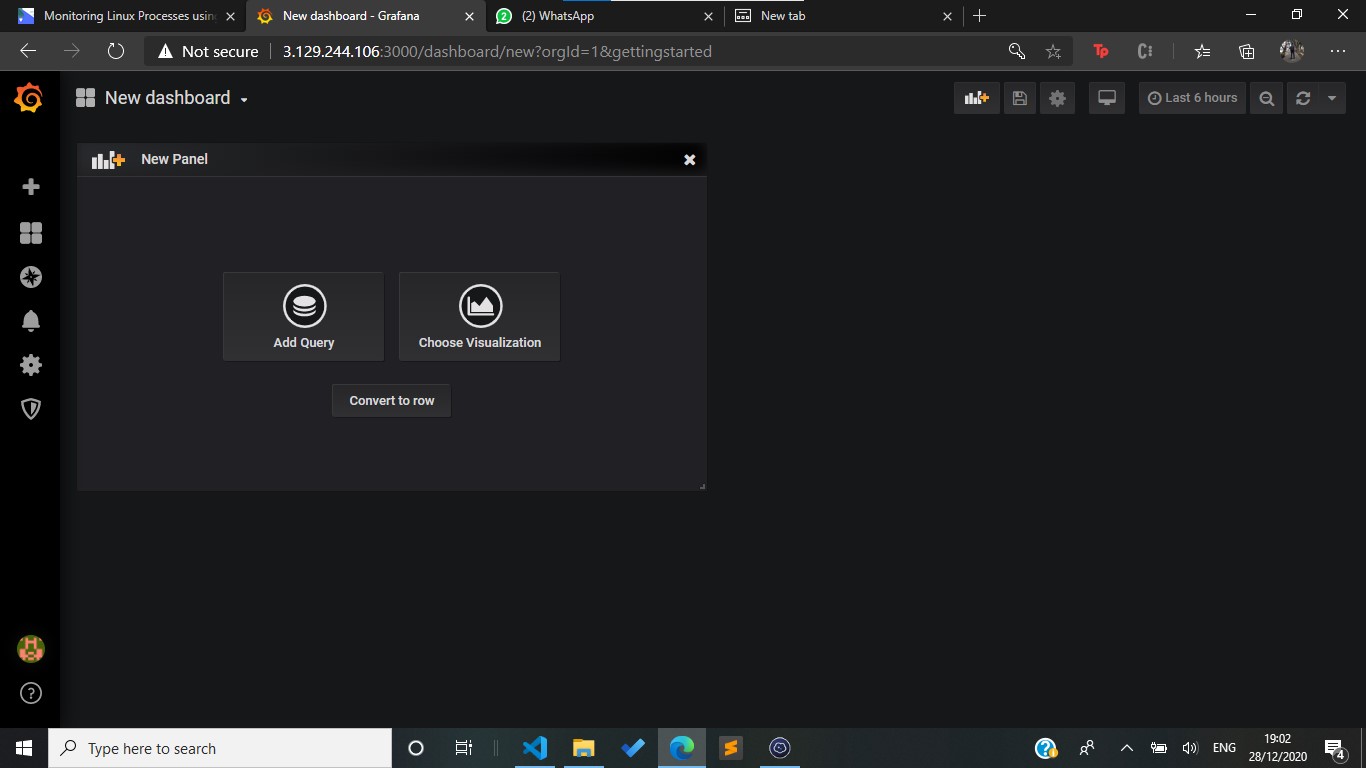 Monitoring Linux Processes usin
New dashboard - Grafana
2
(2) WhatsApp
New tab
Not secure
3.129.244.106:3000/dashboard/new?orgId=1&gettingstarted
Tp
C
New dashboard
Last 6 hours
New Panel
Add Query
Choose Visualization
Convert to row
?
Type here to search
?
ENG
19:02
28/12/2020
4